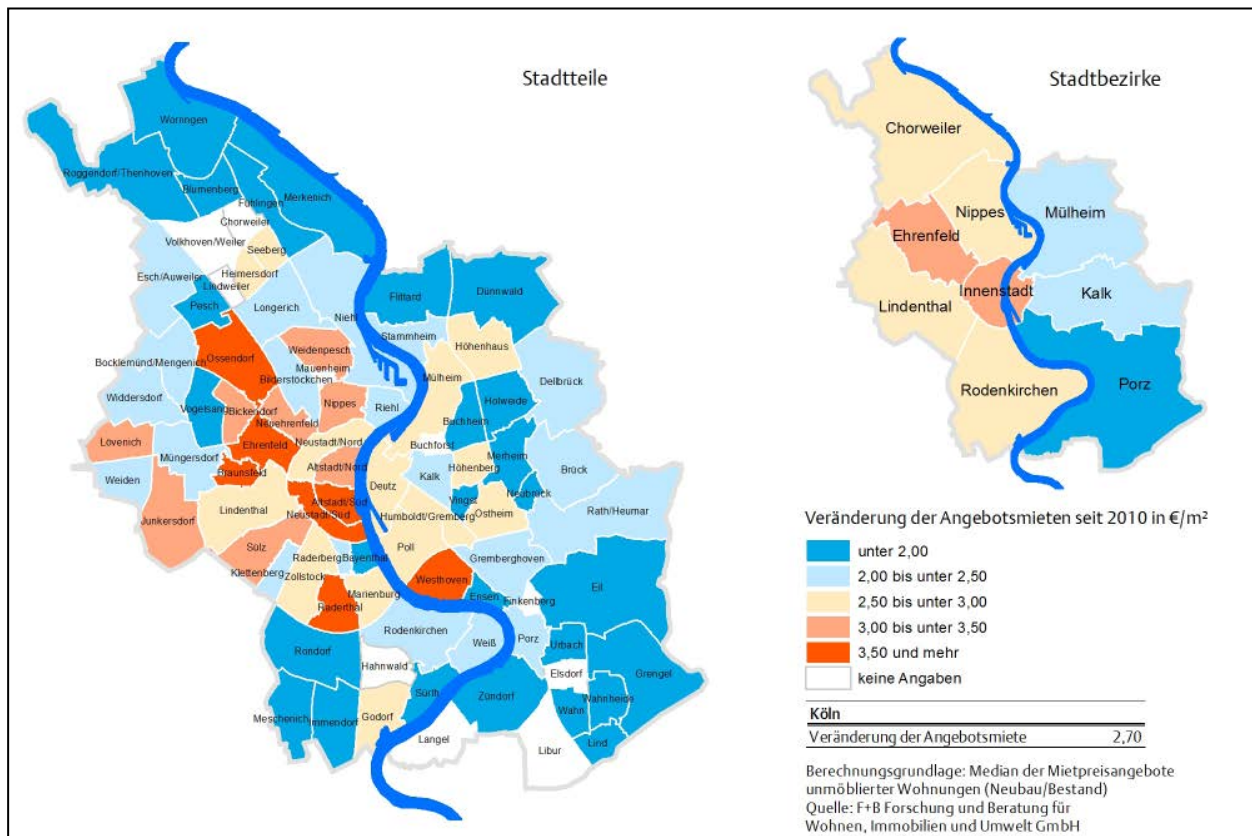 Stadtteile
Worringen
Roggendorf/Thenhoven
Blumenberg
Fühlingen
Merkenich
Chorweiler
Volkhoven/Weiler
Seeberg
Esch/Auweiler
Heimersdorf
Lindweiler
Pesch
Longerich
Niehl
Flittard
Dünnwald
Stammheim
Höhenhaus
Ossendorf
Weidenpesch
Mauenheim
Bocklemünd/Mengenich
Bilderstöckchen
Mülheim
Dellbrück
Widdersdorf
Vogelsang
Bickendorf
Nippes
Riehl
Holweide
Neuehrenfeld
Buchheim
Lövenich
Ehrenfeld
Neustadt/Nord
Buchforst
Müngersdorf
Altstadt/Nord
Höhenberg
Merheim
Weiden
Braunsfeld
Kalk
Brück
Deutz
Vingst
Neubrück
Lindenthal
Altstadt/Süd
Neustadt/Süd
Humboldt/Gremberg
Ostheim
Rath/Heumar
Junkersdorf
Sülz
Poll
Klettenberg
Raderberg
Bayenthal
Zollstock
Gremberghoven
Westhoven
Eil
Marienburg
Raderthal
Ensen
Finkenberg
Rodenkirchen
Weiß
Porz
Urbach
Rondorf
Hahnwald
Elsdorf
Grengel
Sürth
Zündorf
Wahnheide
Wahn
Meschenich
Immendorf
Godorf
Langel
Libur
Lind
Stadtbezirke
Chorweiler
Nippes
Mülheim
Ehrenfeld
Innenstadt
Kalk
Lindenthal
Rodenkirchen
Porz
Veränderung der Angebotsmieten seit 2010 in €/m²
unter 2,00
2,00 bis unter 2,50
2,50 bis unter 3,00
3,00 bis unter 3,50
3,50 und mehr
keine Angaben
Köln
Veränderung der Angebotsmiete 2,70
Berechnungsgrundlage: Median der Mietpreisangebote
unmöblierter Wohnungen (Neubau/Bestand)
Quelle: F+B Forschung und Beratung für
Wohnen, Immobilien und Umwelt GmbH